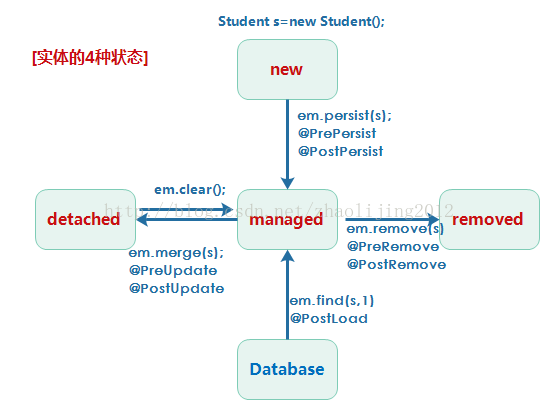 Student s=new Student();
[实体的4种状态]
new
em.persist(s);
@PrePersist
@PostPersist
em.clear();
http://blog.csdn.net/zhaolijing2012
detached
managed
removed
em.merge(s);
@PreUpdate
@PostUpdate
em.remove(s)
@PreRemove
@PostRemove
em.find(s,1)
@PostLoad
Database